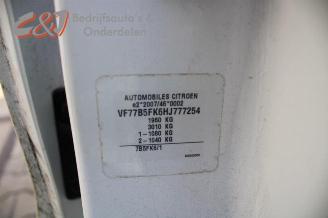 Bedrijfsauto's &
Onderdelen
AUTOMOBILES CITROEN
e2*2007/46*0002
VF77B5FK6HJ777254
1960 KG
3010 KG
1-1080 KG
2-1040 KG
7B5FK6/1